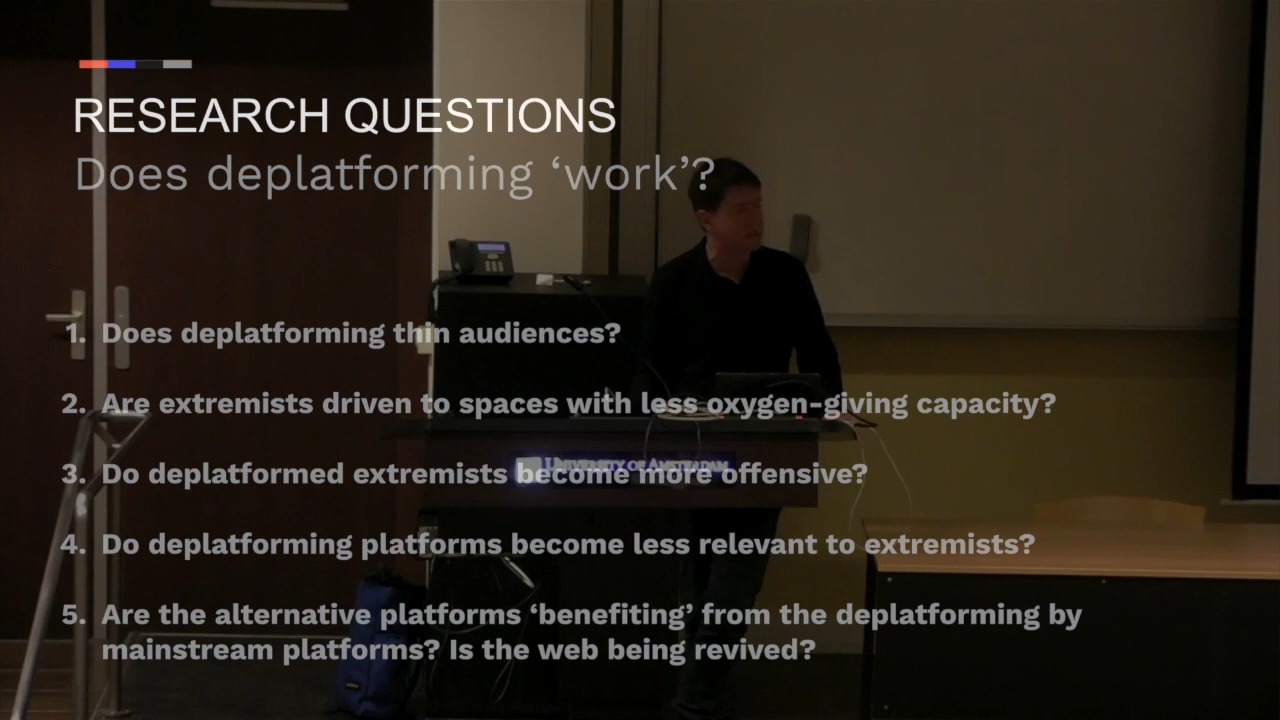 RESEARCH QUESTIONS
Does deplatforming ‘work’?
1. Does deplatforming thin audiences?
2. Are extremists driven to spaces with less oxygen-giving capacity?
UNIVERSITY OF AMSTERDAM
3. Do deplatformed extremists become more offensive?
4. Do deplatforming platforms become less relevant to extremists?
5. Are the alternative platforms ‘benefiting’ from the deplatforming by
mainstream platforms? Is the web being revived?